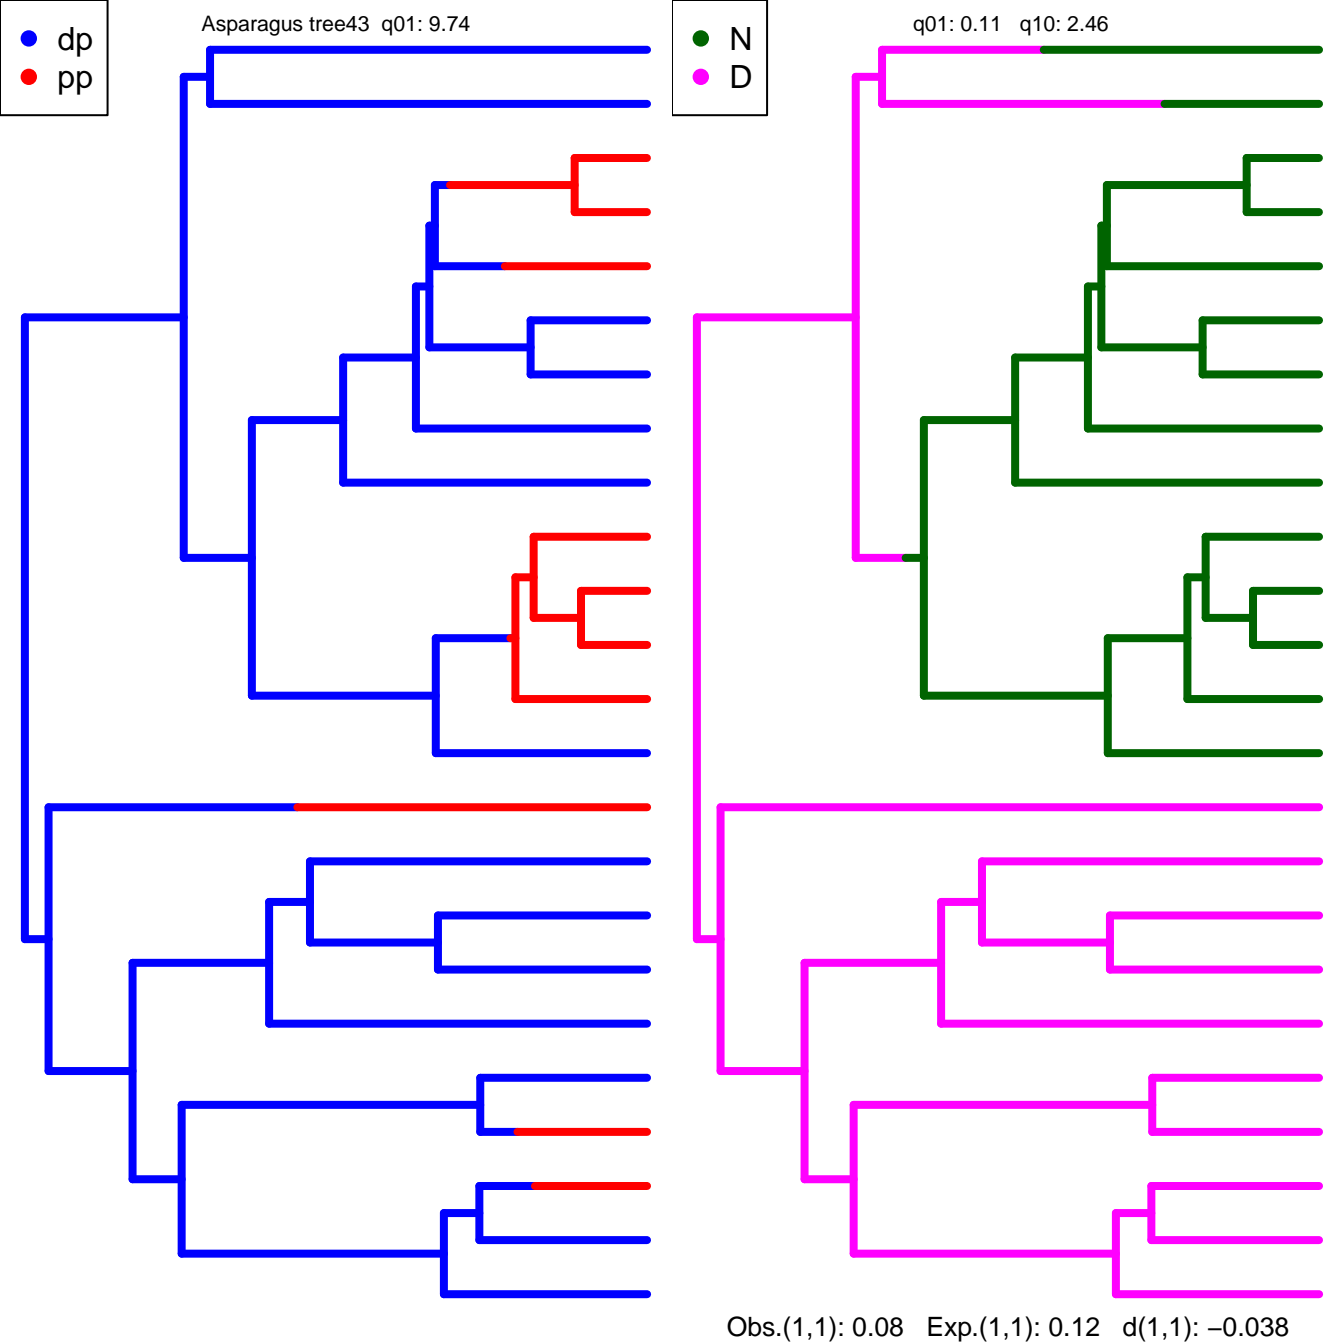 Asparagus tree43  q01: 9.74
dp
pp
q01: 0.11   q10: 2.46
N
D
Obs.(1,1): 0.08   Exp.(1,1): 0.12   d(1,1): −0.038